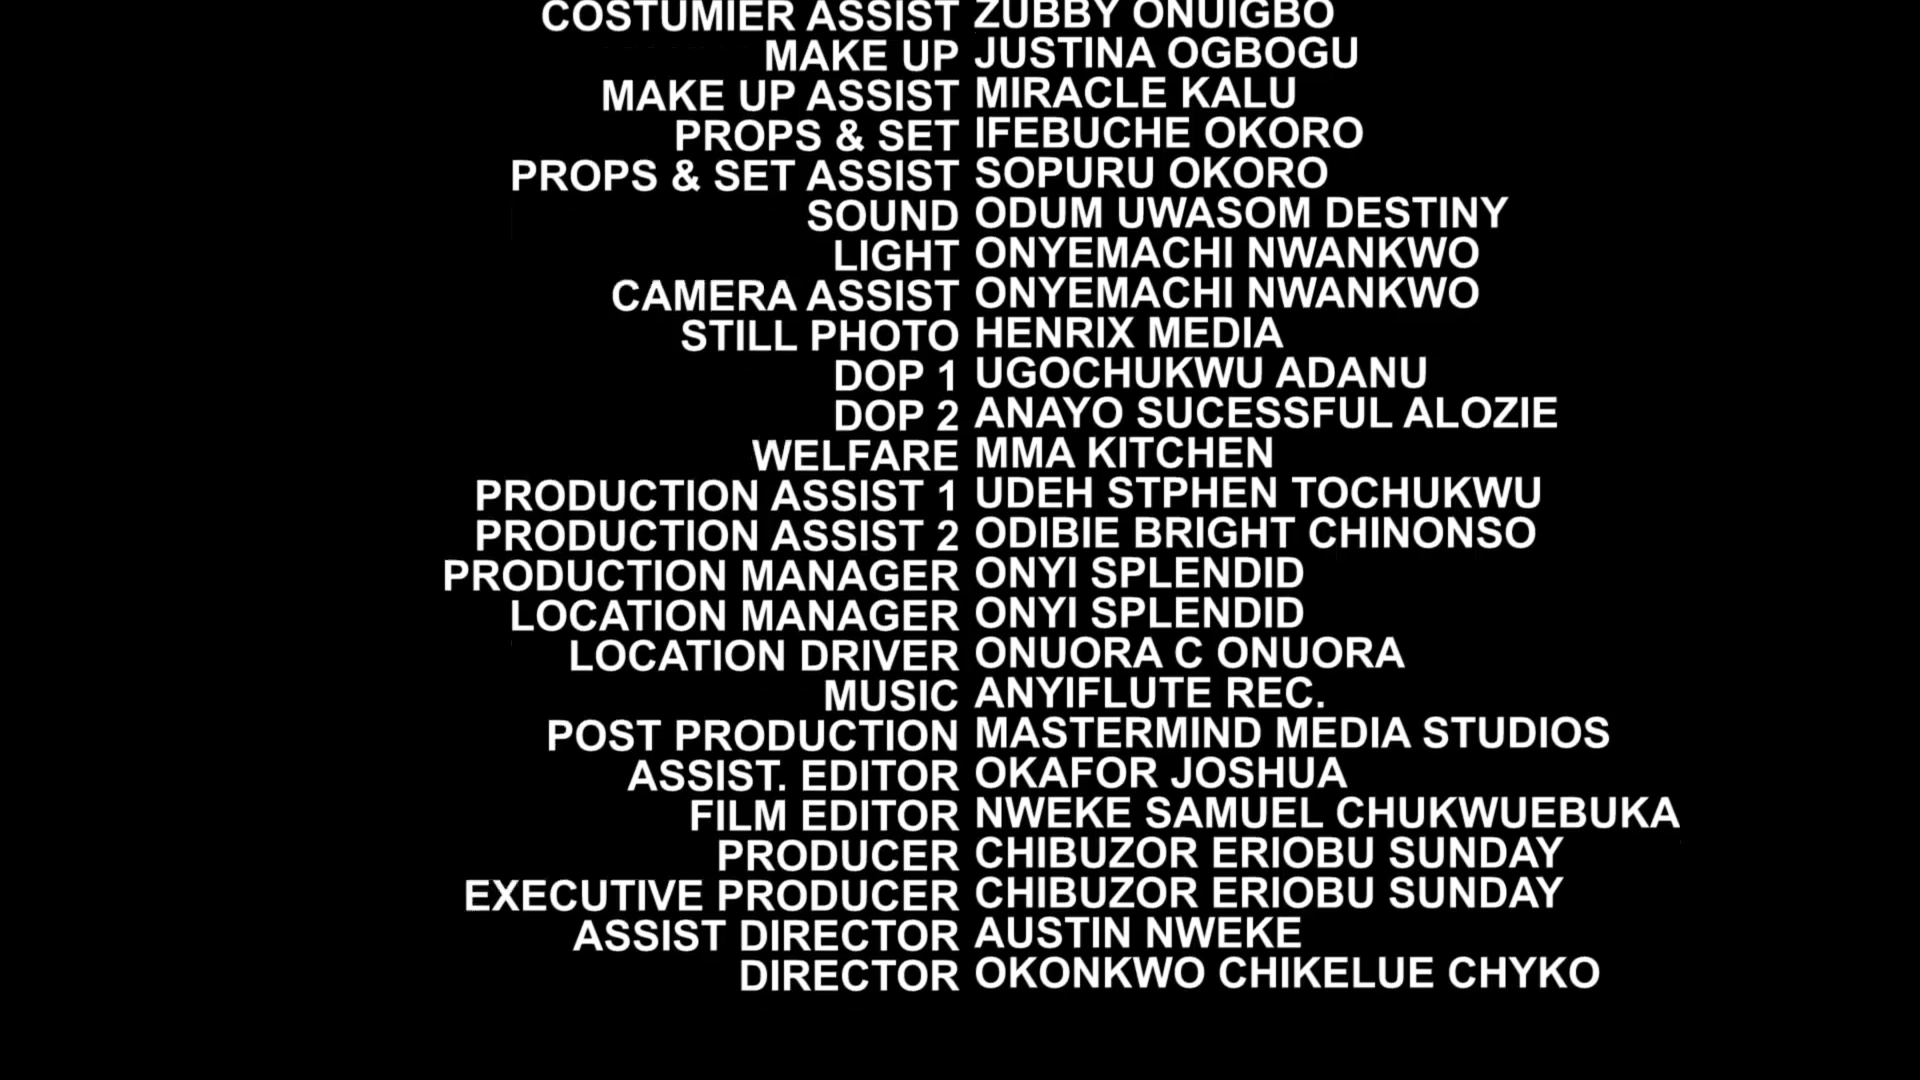 COSTUMIER ASSIST ZUBBY ONUIGBO
MAKE UP JUSTINA OGBOGU
MAKE UP ASSIST MIRACLE KALU
PROPS & SET IFEBUCHE OKORO
PROPS & SET ASSIST SOPURU OKORO
SOUND ODUM UWASOM DESTINY
LIGHT ONYEMACHI NWANKWO
CAMERA ASSIST ONYEMACHI NWANKWO
STILL PHOTO HENRIX MEDIA
DOP 1 UGOCHUKWU ADANU
DOP 2 ANAYO SUCESSFUL ALOZIE
WELFARE MMA KITCHEN
PRODUCTION ASSIST 1 UDEH STPHEN TOCHUKWU
PRODUCTION ASSIST 2 ODIBIE BRIGHT CHINONSO
PRODUCTION MANAGER ONYI SPLENDID
LOCATION MANAGER ONYI SPLENDID
LOCATION DRIVER ONUORA C ONUORA
MUSIC ANYIFLUTE REC.
POST PRODUCTION MASTERMIND MEDIA STUDIOS
ASSIST. EDITOR OKAFOR JOSHUA
FILM EDITOR NWEKE SAMUEL CHUKWUEBUKA
PRODUCER CHIBUZOR ERIOBU SUNDAY
EXECUTIVE PRODUCER CHIBUZOR ERIOBU SUNDAY
ASSIST DIRECTOR AUSTIN NWEKE
DIRECTOR OKONKWO CHIKELUE CHYKO